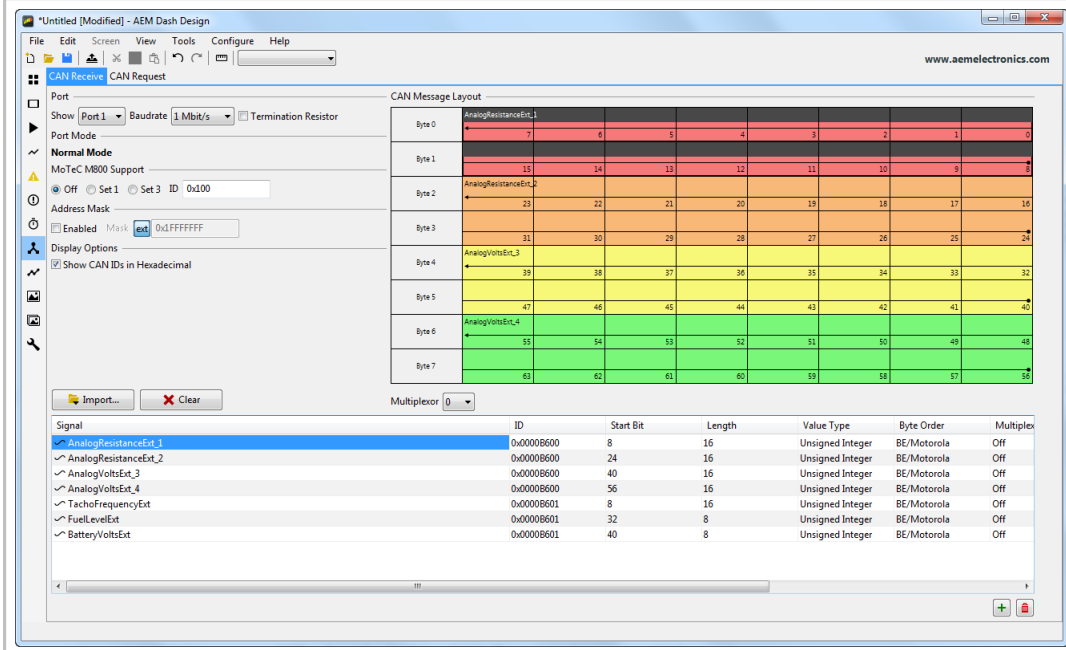 *Untitled [Modified] - AEM Dash Design
File Edit Screen View Tools Configure Help
www.aemelectronics.com
CAN Receive CAN Request
Port
Show Port 1 Baudrate 1 Mbit/s Termination Resistor
Port Mode
Normal Mode
MoTeC M800 Support
Off Set 1 Set 3 ID 0x100
Address Mask
Enabled Mask ext 0x1FFFFFFF
Display Options
Show CAN IDs in Hexadecimal
Import... Clear
CAN Message Layout
Byte 0 AnalogResistanceExt_1
7 6 5 4 3 2 1 0
Byte 1
15 14 13 12 11 10 9 8
Byte 2 AnalogResistanceExt_2
23 22 21 20 19 18 17 16
Byte 3
31 30 29 28 27 26 25 24
Byte 4 AnalogVoltsExt_3
39 38 37 36 35 34 33 32
Byte 5
47 46 45 44 43 42 41 40
Byte 6 AnalogVoltsExt_4
55 54 53 52 51 50 49 48
Byte 7
63 62 61 60 59 58 57 56
Multiplexor 0
Signal ID Start Bit Length Value Type Byte Order Multiplex
AnalogResistanceExt_1 0x0000B600 8 16 Unsigned Integer BE/Motorola Off
AnalogResistanceExt_2 0x0000B600 24 16 Unsigned Integer BE/Motorola Off
AnalogVoltsExt_3 0x0000B600 40 16 Unsigned Integer BE/Motorola Off
AnalogVoltsExt_4 0x0000B600 56 16 Unsigned Integer BE/Motorola Off
TachoFrequencyExt 0x0000B601 8 16 Unsigned Integer BE/Motorola Off
FuelLevelExt 0x0000B601 32 8 Unsigned Integer BE/Motorola Off
BatteryVoltsExt 0x0000B601 40 8 Unsigned Integer BE/Motorola Off